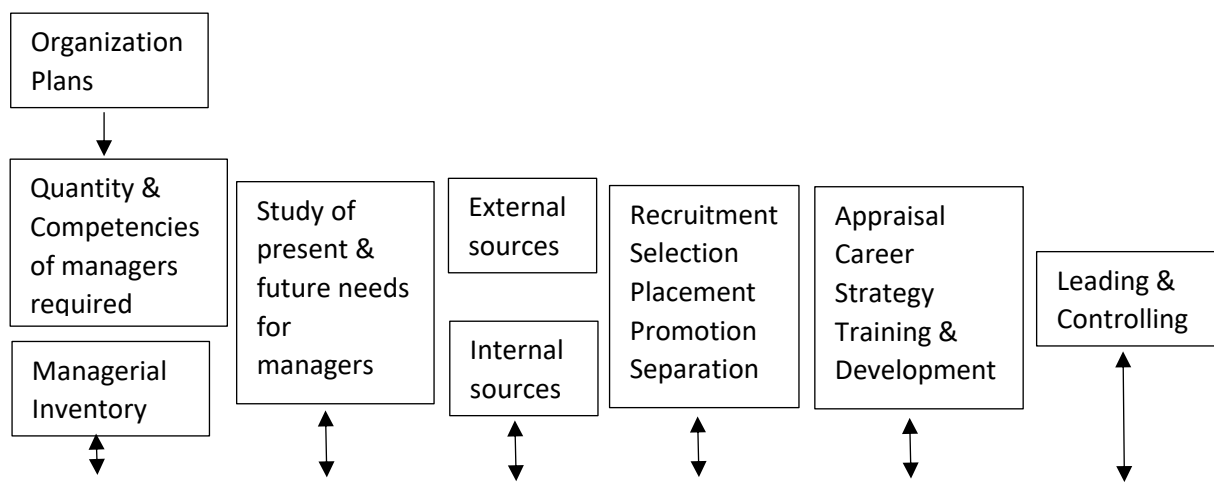 Organization
Plans
Quantity &
Competencies
of managers
required
Managerial
Inventory
Study of
present &
future needs
for
managers
External
sources
Internal
sources
Recruitment
Selection
Placement
Promotion
Separation
Appraisal
Career
Strategy
Training &
Development
Leading &
Controlling